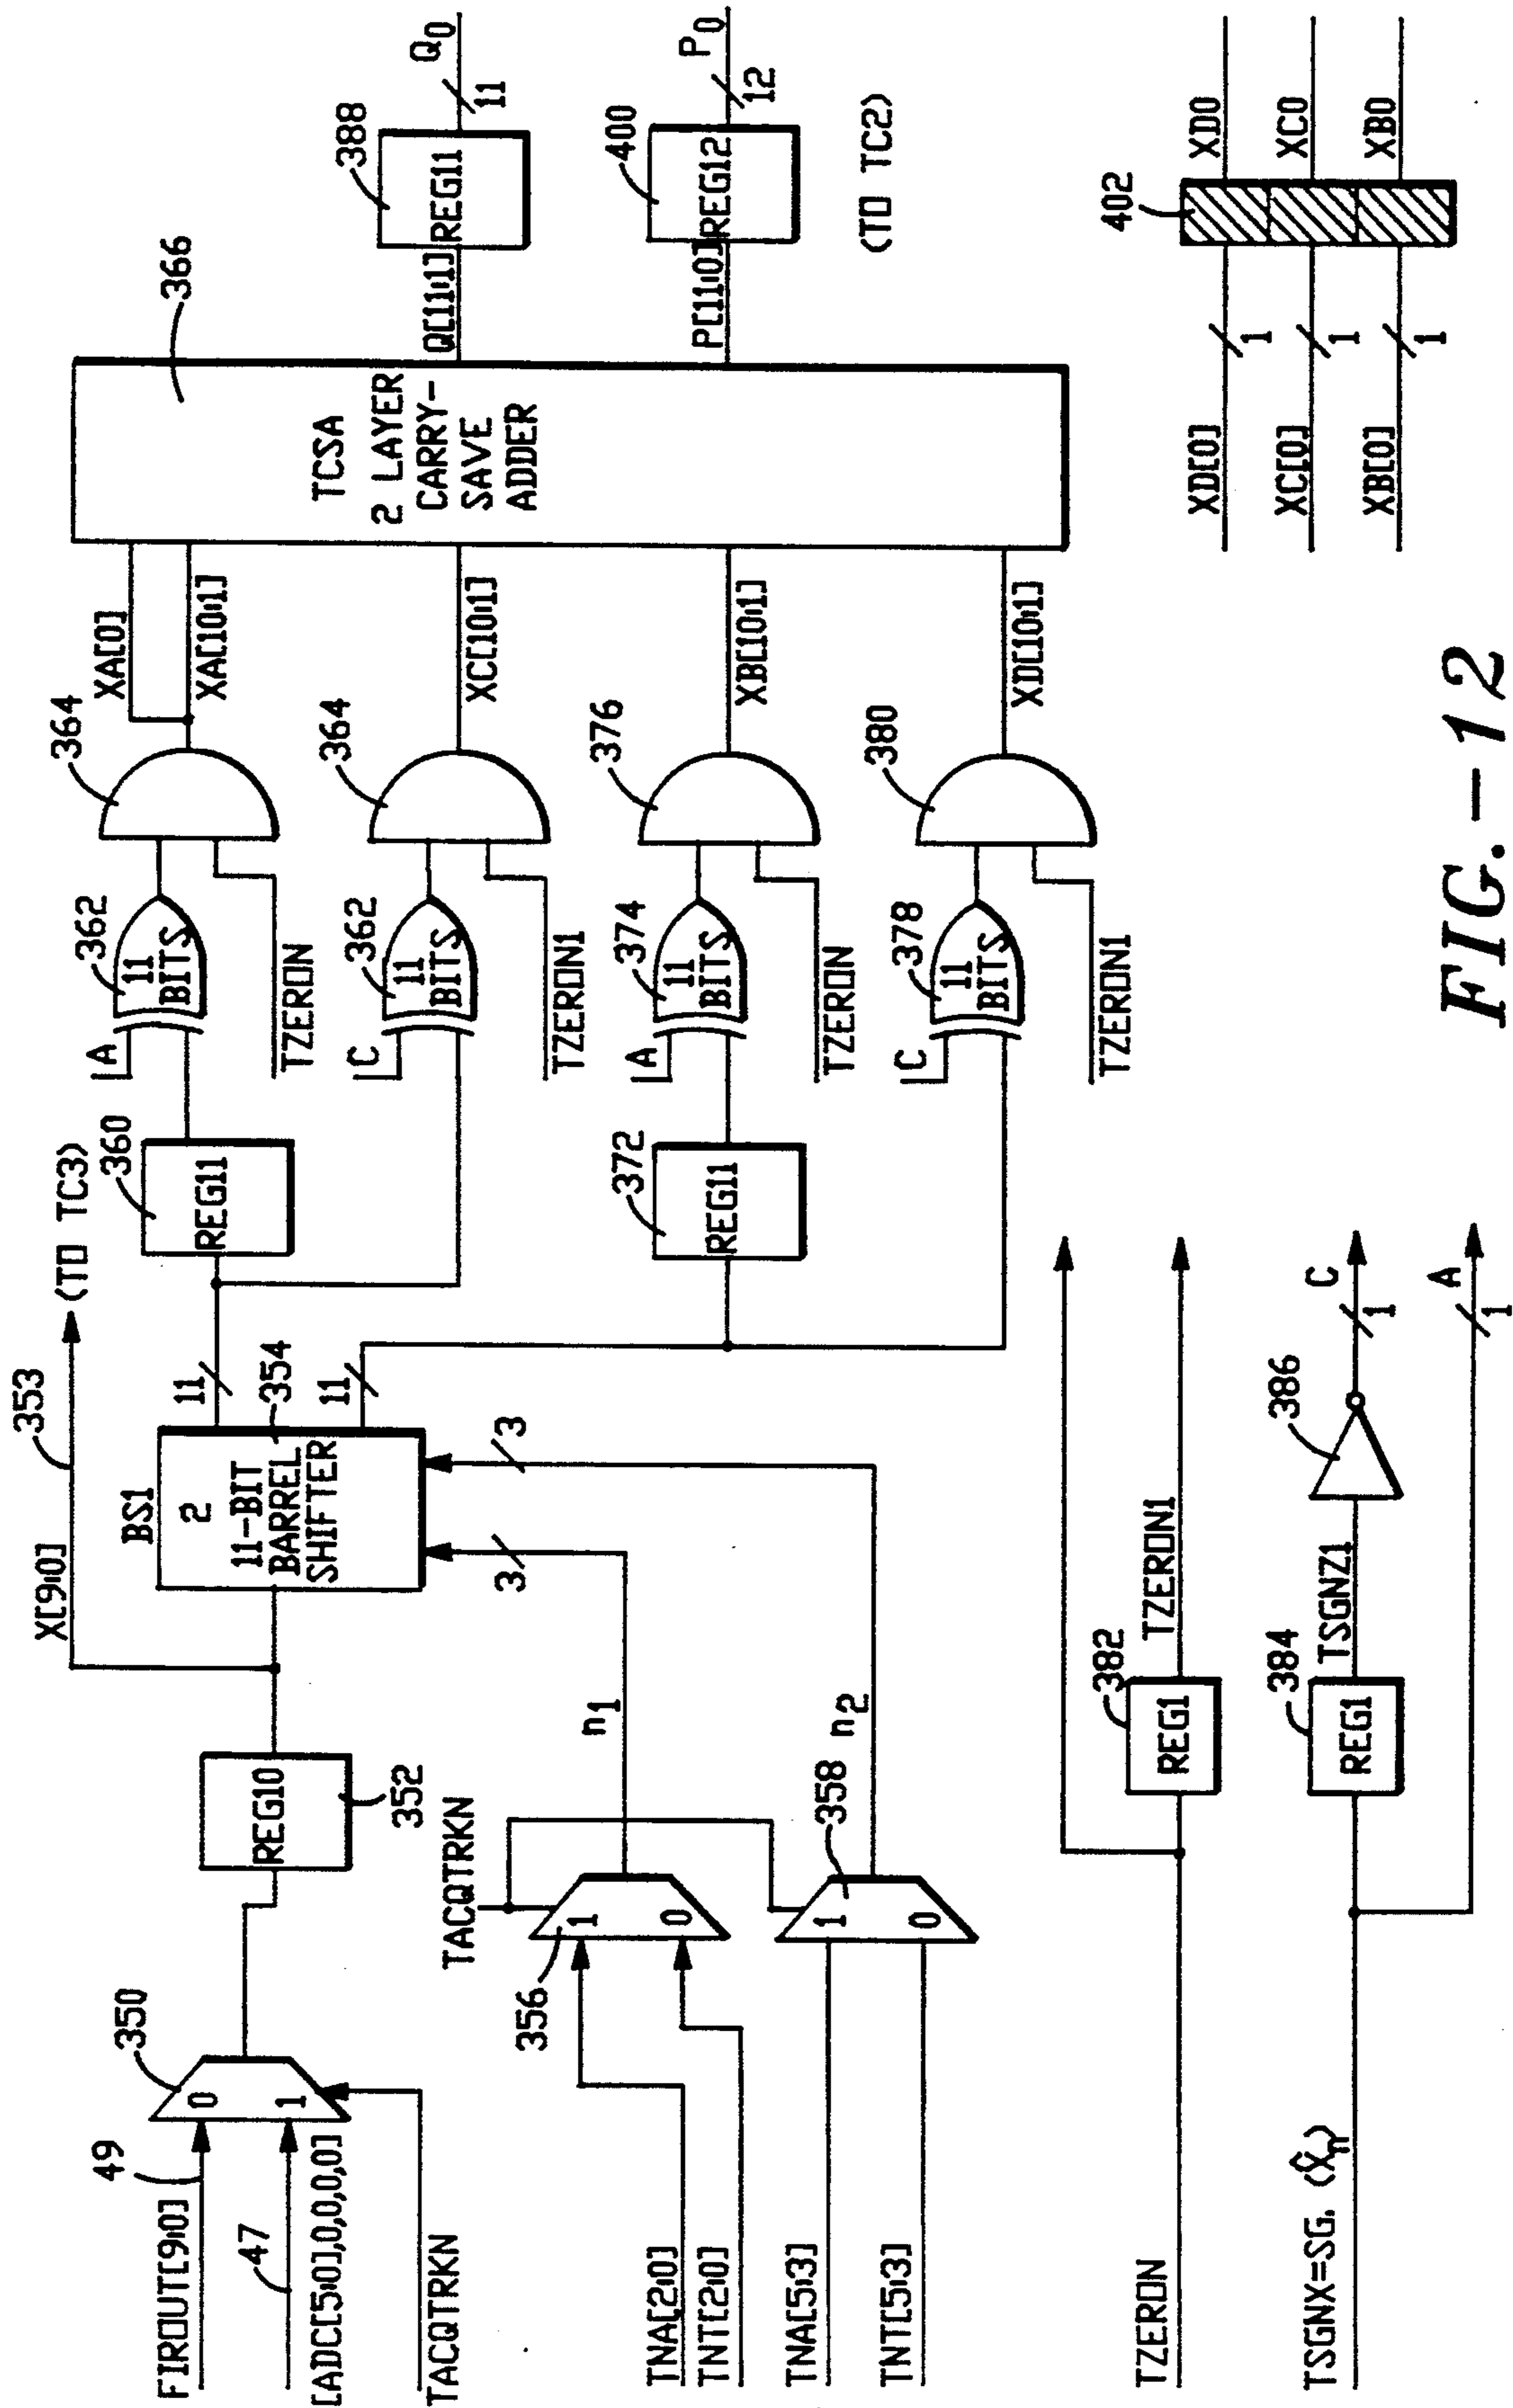 FIROUT[9:0]
49
47
[ADC[5:0],0,0,0,0]
TACQTRKN
350
0
1
REG10
352
X[9:0]
353
(TO TC3)
BS1
2
11-BIT
BARREL
SHIFTER
354
11
11
3
3
TACQTRKN
TNA[2:0]
TNT[2:0]
356
1
0
n1
TNA[5:3]
TNT[5:3]
358
1
0
n2
360
REG11
372
REG11
A
362
11
BITS
TZERON
364
C
362
11
BITS
TZERON1
364
A
374
11
BITS
TZERON
376
C
378
11
BITS
TZERON1
380
XA[0]
XA[10:1]
XC[10:1]
XB[10:1]
XD[10:1]
TCSA
2 LAYER
CARRY-
SAVE
ADDER
366
Q[11:1]
388
REG11
Q0
11
P[11:0]
400
REG12
P0
12
(TO TC2)
TZERON
382
REG1
TZERON1
TSGNX=SG. (X̂n)
384
REG1
TSGNZ1
386
C
1
A
1
XD[0]
1
XD0
XC[0]
1
XC0
XB[0]
1
XB0
402
FIG.-12